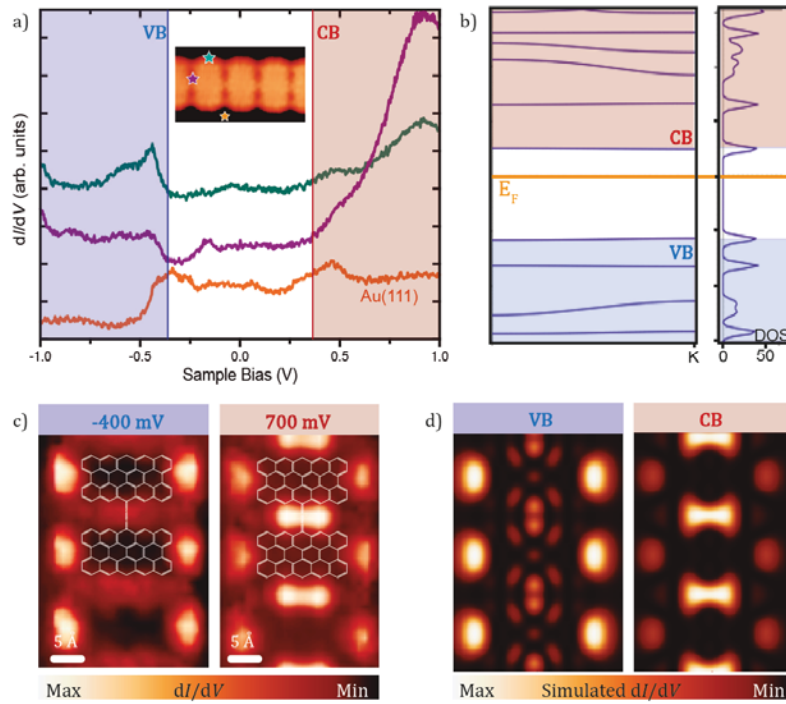 a)
VB
CB
dI/dV (arb. units)
Au(111)
-1.0
-0.5
0.0
0.5
1.0
Sample Bias (V)
b)
CB
E_F
VB
K
DOS
0
50
c)
-400 mV
700 mV
5 Å
5 Å
Max
dI/dV
Min
d)
VB
CB
Max
Simulated dI/dV
Min